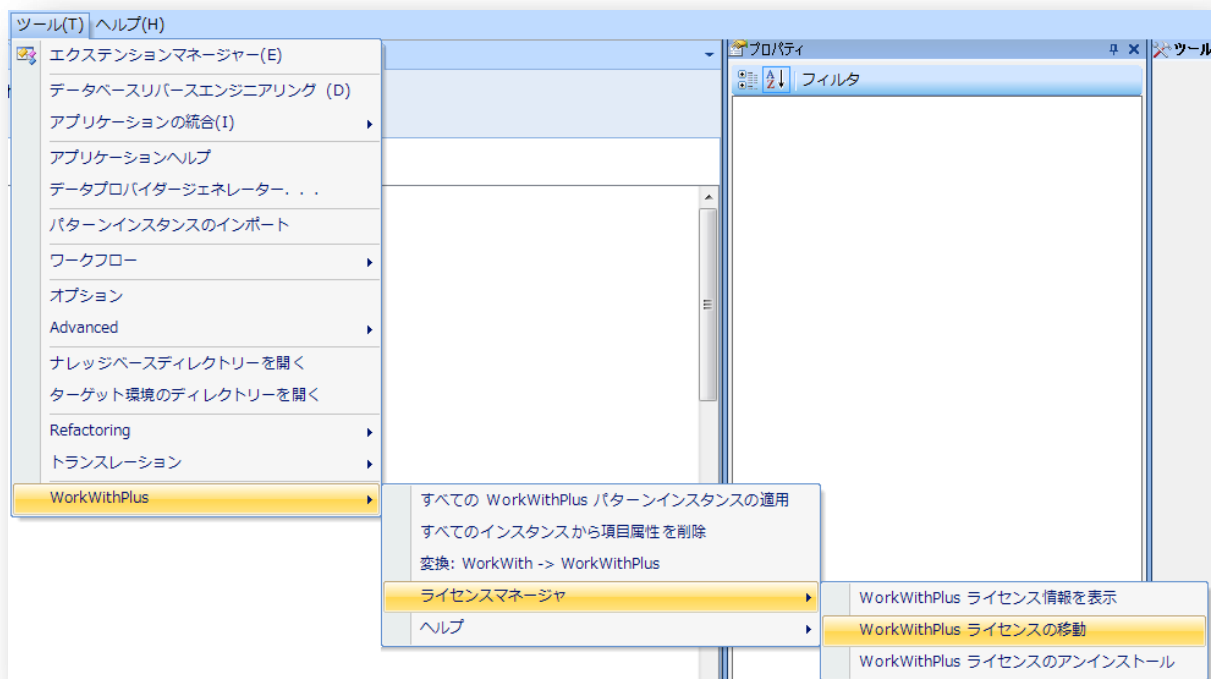 ツール(T) ヘルプ(H)
エクステンションマネージャー(E)
データベースリバースエンジニアリング (D)
アプリケーションの統合(I)
アプリケーションヘルプ
データプロバイダージェネレーター. . .
パターンインスタンスのインポート
ワークフロー
オプション
Advanced
ナレッジベースディレクトリーを開く
ターゲット環境のディレクトリーを開く
Refactoring
トランスレーション
WorkWithPlus
すべての WorkWithPlus パターンインスタンスの適用
すべてのインスタンスから項目属性を削除
変換: WorkWith -> WorkWithPlus
ライセンスマネージャ
ヘルプ
WorkWithPlus ライセンス情報を表示
WorkWithPlus ライセンスの移動
WorkWithPlus ライセンスのアンインストール
プロパティ
フィルタ
ツール